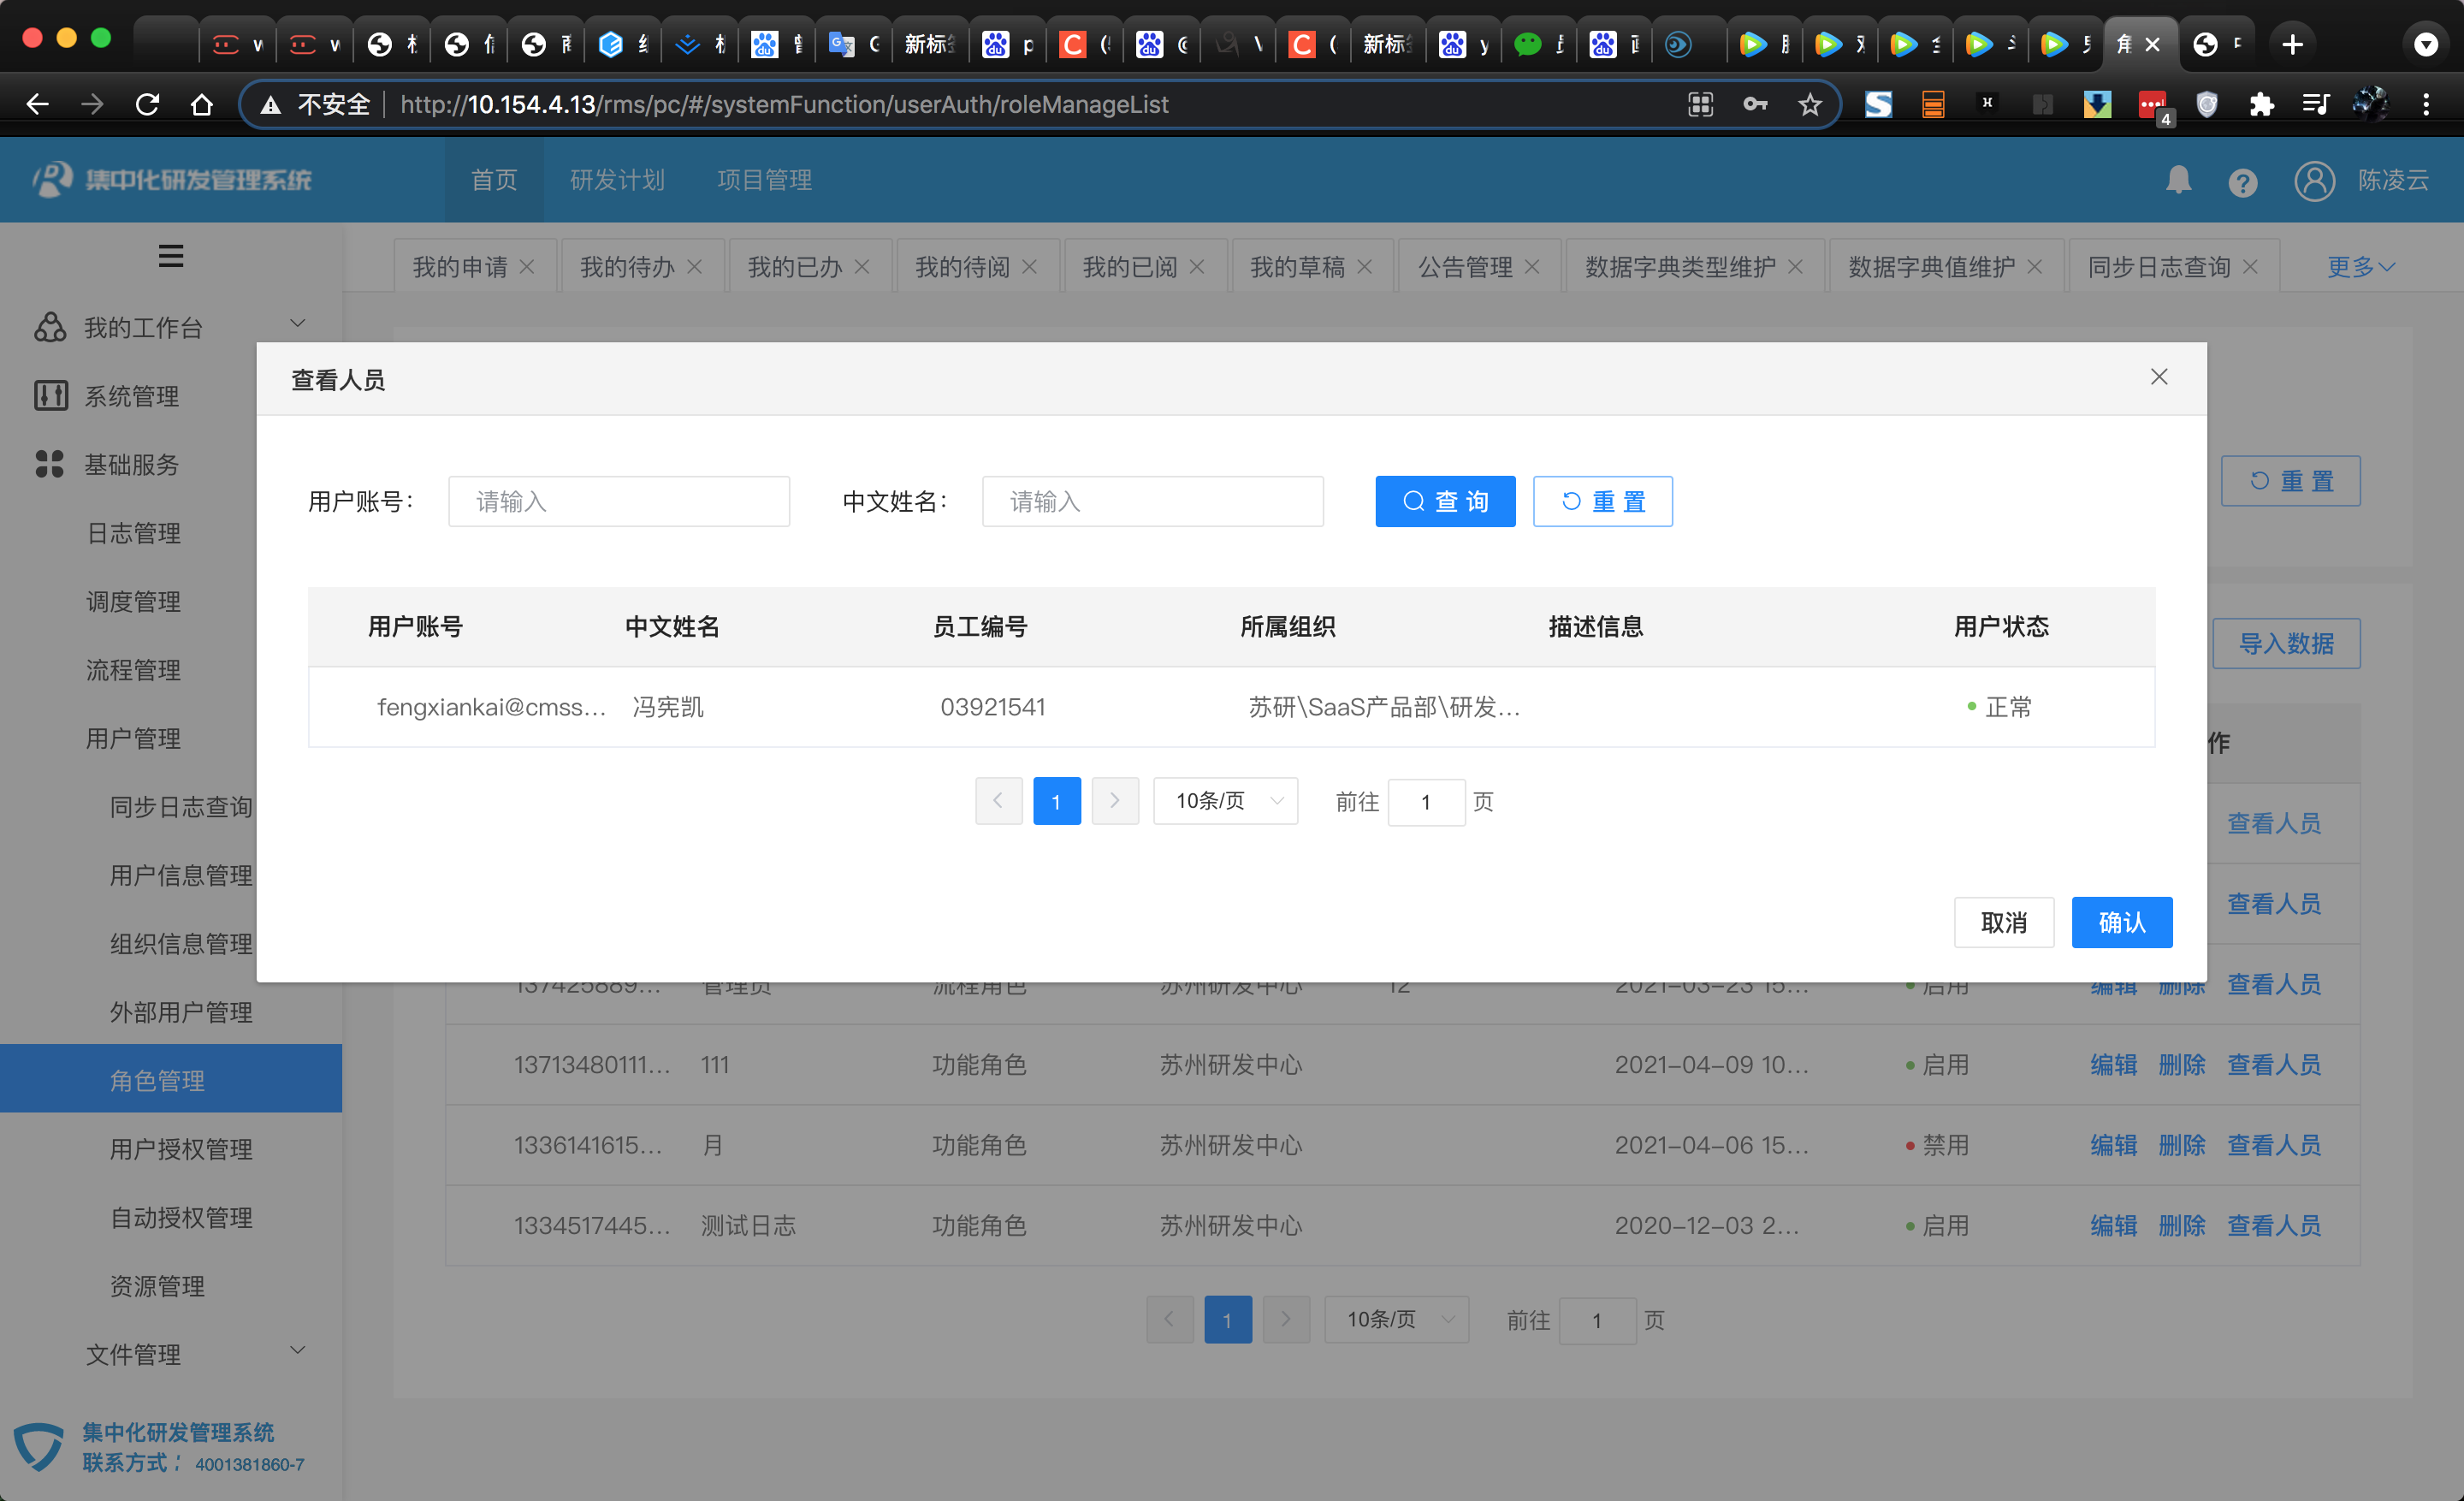 新标 新标
不安全 http://10.154.4.13/rms/pc/#/systemFunction/userAuth/roleManageList 4
集中化研发管理系统 首页 研发计划 项目管理 陈凌云
我的申请 我的待办 我的已办 我的待阅 我的已阅 我的草稿 公告管理 数据字典类型维护 数据字典值维护 同步日志查询 更多
我的工作台
系统管理
基础服务
日志管理
调度管理
流程管理
用户管理
同步日志查询
用户信息管理
组织信息管理
外部用户管理
角色管理
用户授权管理
自动授权管理
资源管理
文件管理
集中化研发管理系统
联系方式: 4001381860-7
查看人员
用户账号: 请输入 中文姓名: 请输入 查询 重置
用户账号 中文姓名 员工编号 所属组织 描述信息 用户状态
fengxiankai@cmss... 冯宪凯 03921541 苏研\SaaS产品部\研发... 正常
1 10条/页 前往 1 页
取消 确认
重置
导入数据
作
查看人员
查看人员
137425889... 管理员 流程角色 苏州研发中心 12 2021-03-23 15... 启用 编辑 删除 查看人员
13713480111... 111 功能角色 苏州研发中心 2021-04-09 10... 启用 编辑 删除 查看人员
1336141615... 月 功能角色 苏州研发中心 2021-04-06 15... 禁用 编辑 删除 查看人员
1334517445... 测试日志 功能角色 苏州研发中心 2020-12-03 2... 启用 编辑 删除 查看人员
1 10条/页 前往 1 页